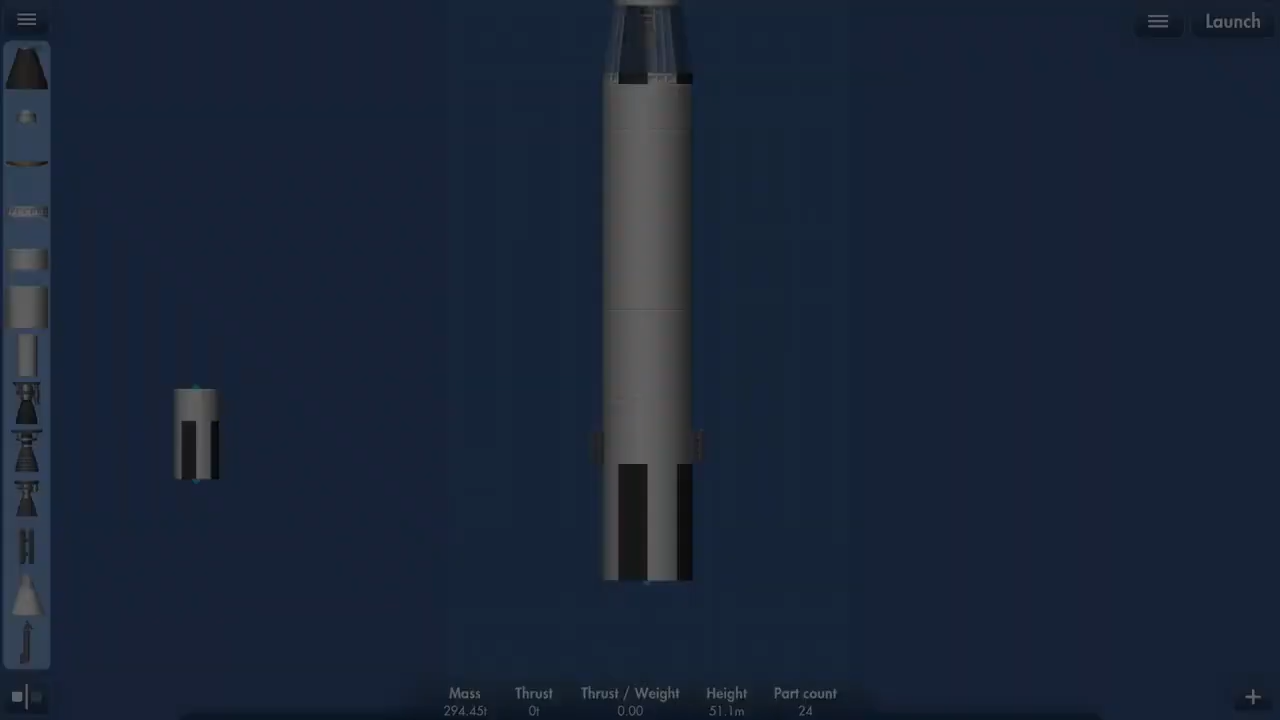 Launch
Mass Thrust Thrust / Weight Height Part count
294.45t 0t 0.00 51.1m 24